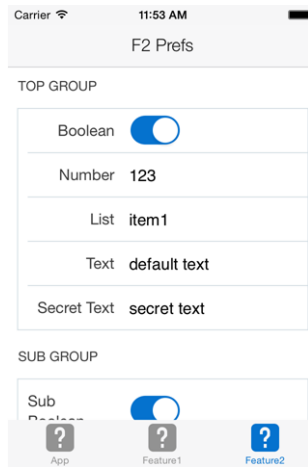 Carrier 11:53 AM
F2 Prefs
TOP GROUP
Boolean
Number 123
List item1
Text default text
Secret Text secret text
SUB GROUP
Sub
Boolean
? ? ?
App Feature1 Feature2